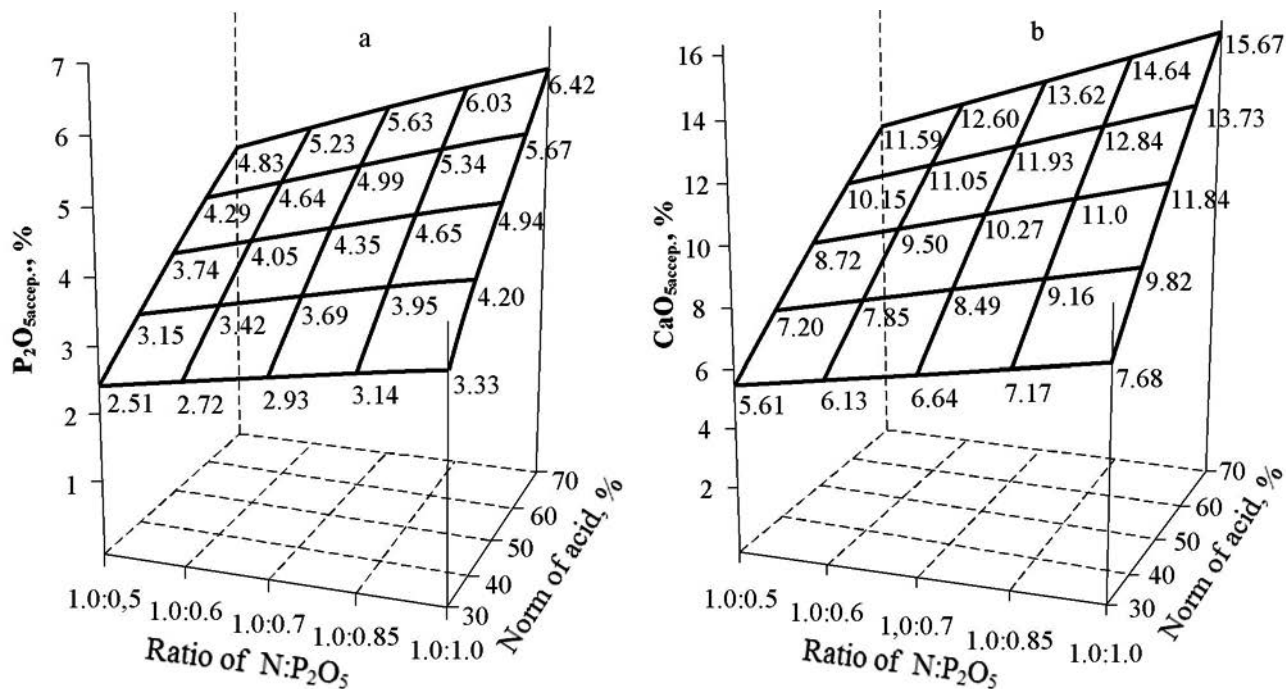 a
P₂O₅accep.., %
7
6
5
4
3
2
1
4.83 5.23 5.63 6.03 6.42
4.29 4.64 4.99 5.34 5.67
3.74 4.05 4.35 4.65 4.94
3.15 3.42 3.69 3.95 4.20
2.51 2.72 2.93 3.14 3.33
70
60
50
40
30
Norm of acid, %
1.0:0,5 1.0:0.6 1.0:0.7 1.0:0.85 1.0:1.0
Ratio of N:P₂O₅
b
CaO₅accep., %
16
14
12
10
8
6
4
2
11.59 12.60 13.62 14.64 15.67
10.15 11.05 11.93 12.84 13.73
8.72 9.50 10.27 11.0 11.84
7.20 7.85 8.49 9.16 9.82
5.61 6.13 6.64 7.17 7.68
70
60
50
40
30
Norm of acid, %
1.0:0.5 1.0:0.6 1,0:0.7 1.0:0.85 1.0:1.0
Ratio of N:P₂O₅